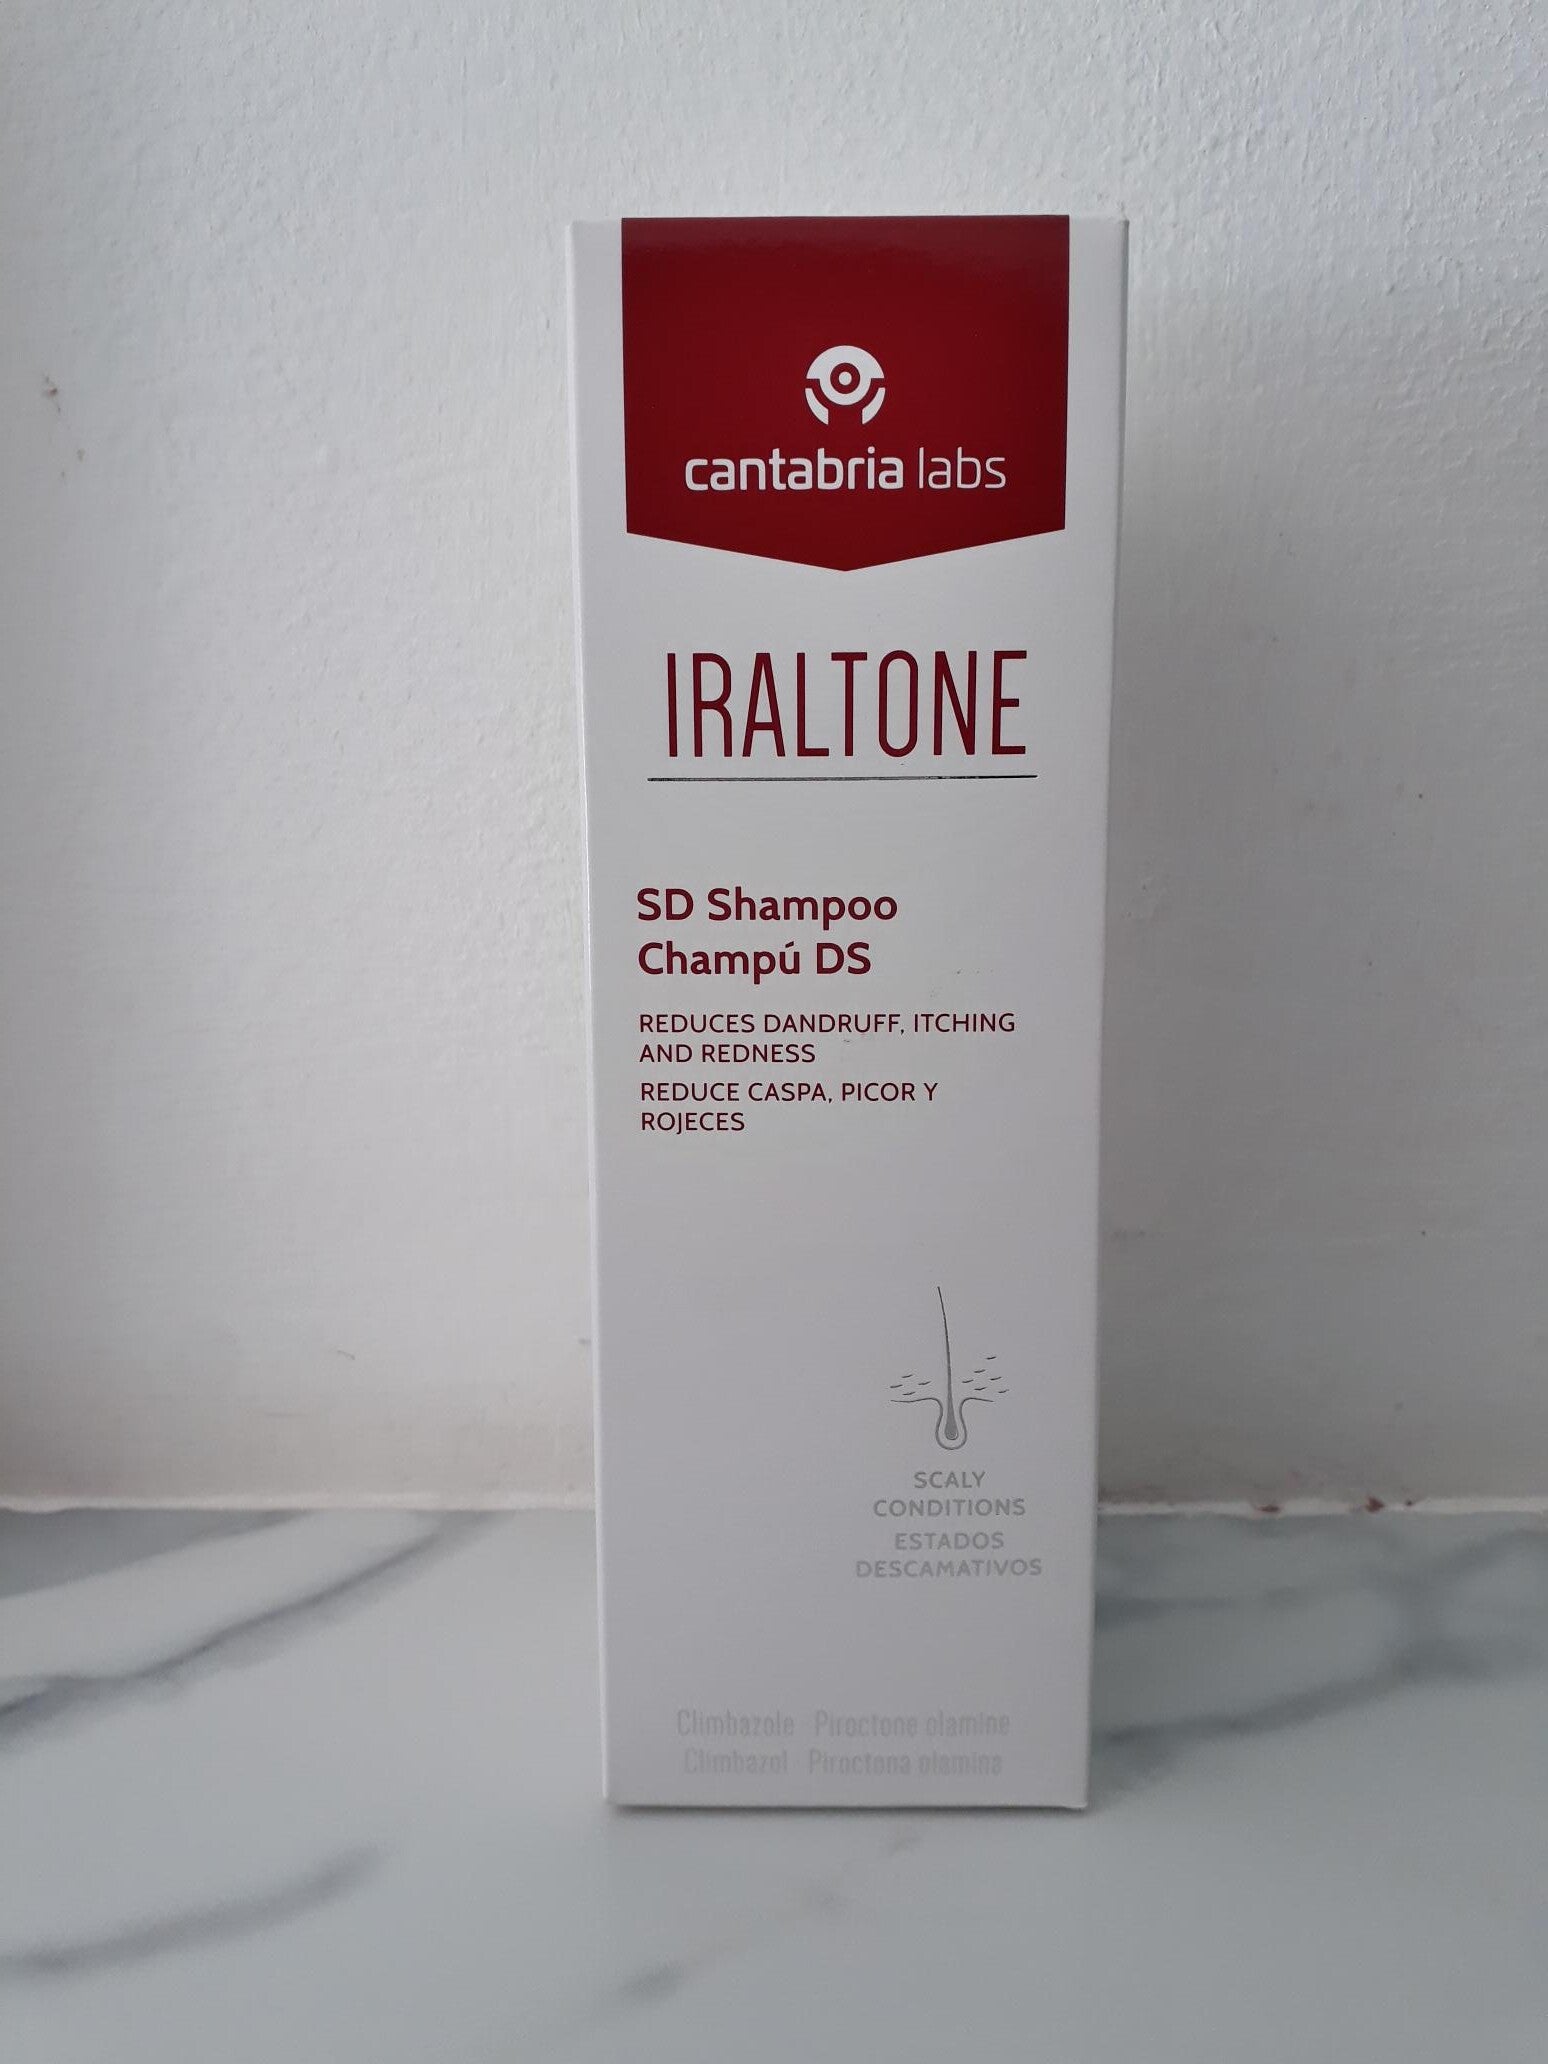 cantabria labs
IRALTONE
SD Shampoo
Champú DS
REDUCES DANDRUFF, ITCHING
AND REDNESS
REDUCE CASPA, PICOR Y
ROJECES
SCALY
CONDITIONS
ESTADOS
DESCAMATIVOS
Climbazole Piroctone olamine
Climbazol Piroctona olamina